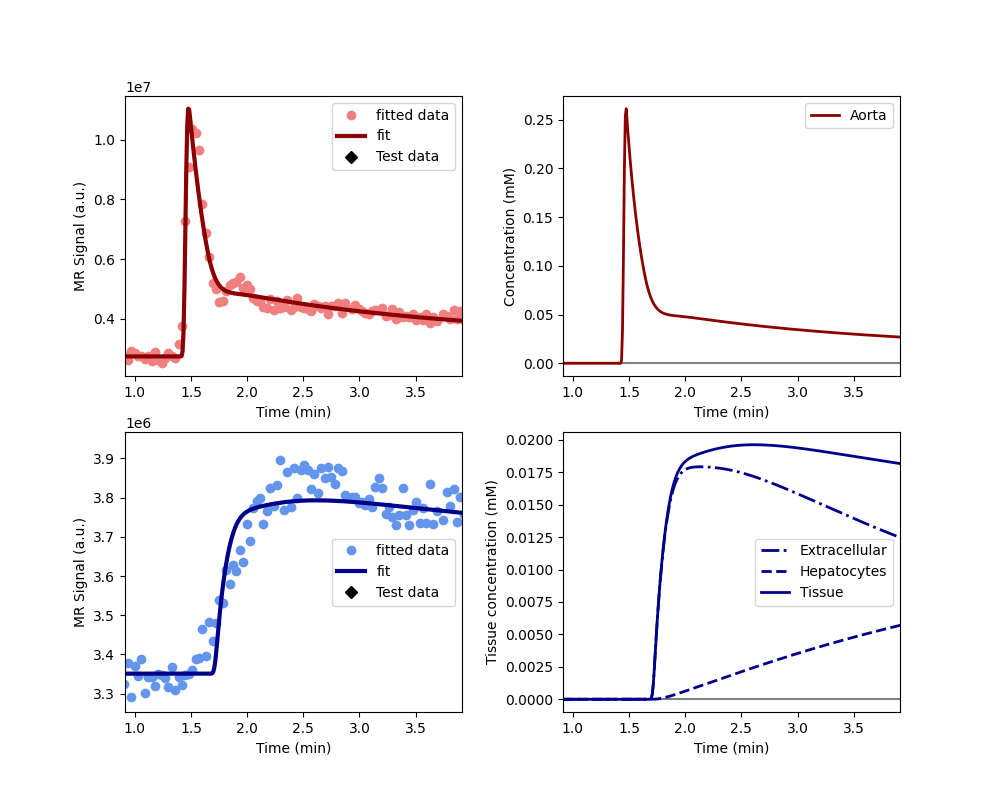 1e7
MR Signal (a.u.)
1.0
0.8
0.6
0.4
fitted data
fit
Test data
1.0 1.5 2.0 2.5 3.0 3.5
Time (min)
Concentration (mM)
0.25
0.20
0.15
0.10
0.05
0.00
Aorta
1.0 1.5 2.0 2.5 3.0 3.5
Time (min)
1e6
MR Signal (a.u.)
3.9
3.8
3.7
3.6
3.5
3.4
3.3
fitted data
fit
Test data
1.0 1.5 2.0 2.5 3.0 3.5
Time (min)
Tissue concentration (mM)
0.0200
0.0175
0.0150
0.0125
0.0100
0.0075
0.0050
0.0025
0.0000
Extracellular
Hepatocytes
Tissue
1.0 1.5 2.0 2.5 3.0 3.5
Time (min)